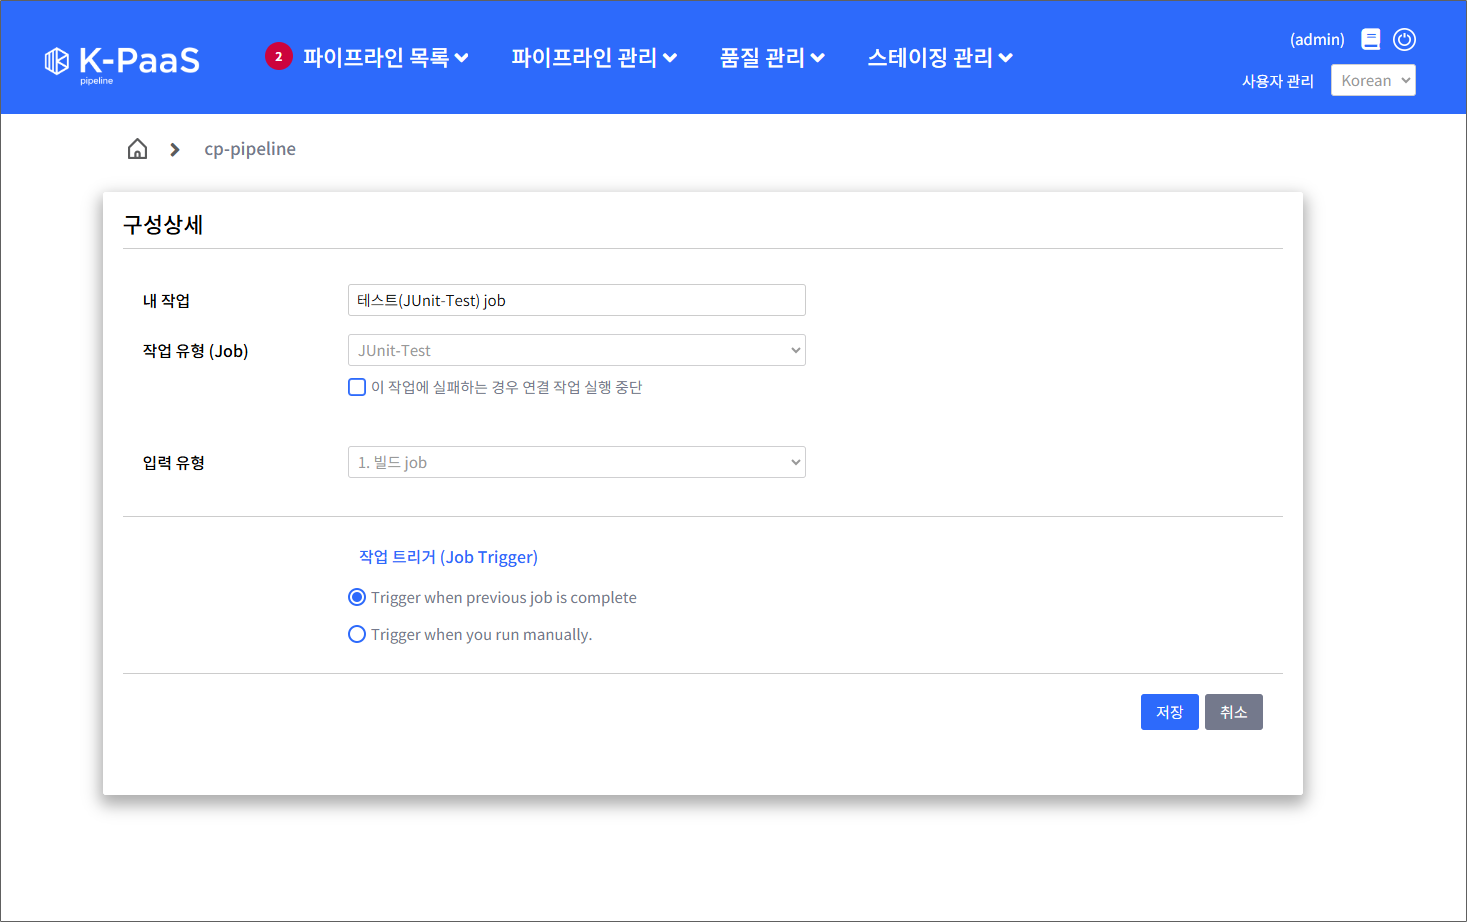 K-PaaS
pipeline
2 파이프라인 목록 파이프라인 관리 품질 관리 스테이징 관리
(admin)
사용자 관리 Korean
cp-pipeline
구성상세
내 작업 테스트(JUnit-Test) job
작업 유형 (Job) JUnit-Test
이 작업에 실패하는 경우 연결 작업 실행 중단
입력 유형 1. 빌드 job
작업 트리거 (Job Trigger)
Trigger when previous job is complete
Trigger when you run manually.
저장 취소